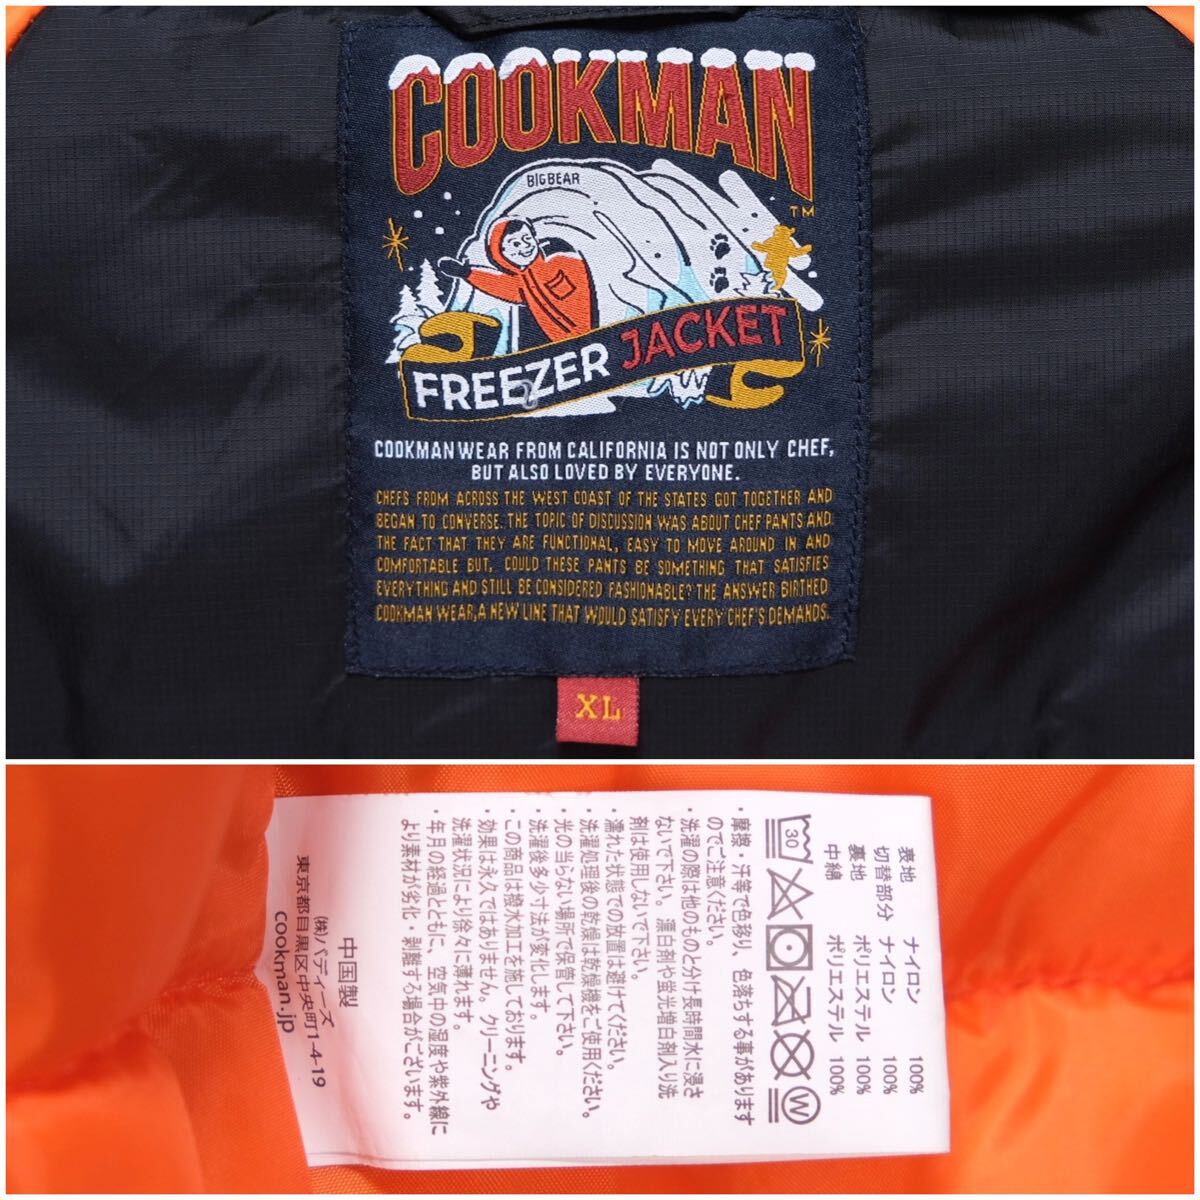 COOKMAN
TM
BIGBEAR
FREEZER JACKET
COOKMAN WEAR FROM CALIFORNIA IS NOT ONLY CHEF,
BUT ALSO LOVED BY EVERYONE.
CHEFS FROM ACROSS THE WEST COAST OF THE STATES GOT TOGETHER AND
BEGAN TO CONVERSE. THE TOPIC OF DISCUSSION WAS ABOUT CHEF PANTS AND
THE FACT THAT THEY ARE FUNCTIONAL, EASY TO MOVE AROUND IN AND
COMFORTABLE BUT, COULD THESE PANTS BE SOMETHING THAT SATISFIES
EVERYTHING AND STILL BE CONSIDERED FASHIONABLE? THE ANSWER BIRTHED
COOKMAN WEAR, A NEW LINE THAT WOULD SATISFY EVERY CHEF'S DEMANDS.
XL
表地 ナイロン 100%
切替部分 ナイロン 100%
裏地 ポリエステル 100%
中綿 ポリエステル 100%
30
W
・摩擦・汗等で色移り、色落ちする事があります
のでご注意ください。
・洗濯の際は他のものと分け長時間水に浸さ
ないで下さい。漂白剤や蛍光増白剤入り洗
剤は使用しないで下さい。
・濡れた状態での放置は避けてください。
・洗濯処理後の乾燥は乾燥機をご使用ください。
・光の当らない場所で保管して下さい。
・洗濯後多少寸法が変化します。
・この商品は撥水加工を施しております。
効果は永久ではありません。クリーニングや
洗濯状況により徐々に薄れます。
・年月の経過とともに、空気中の湿度や紫外線に
より素材が劣化・剥離する場合がございます。
中国製
(株)バディーズ
東京都目黒区中央町1-4-19
cookman.jp